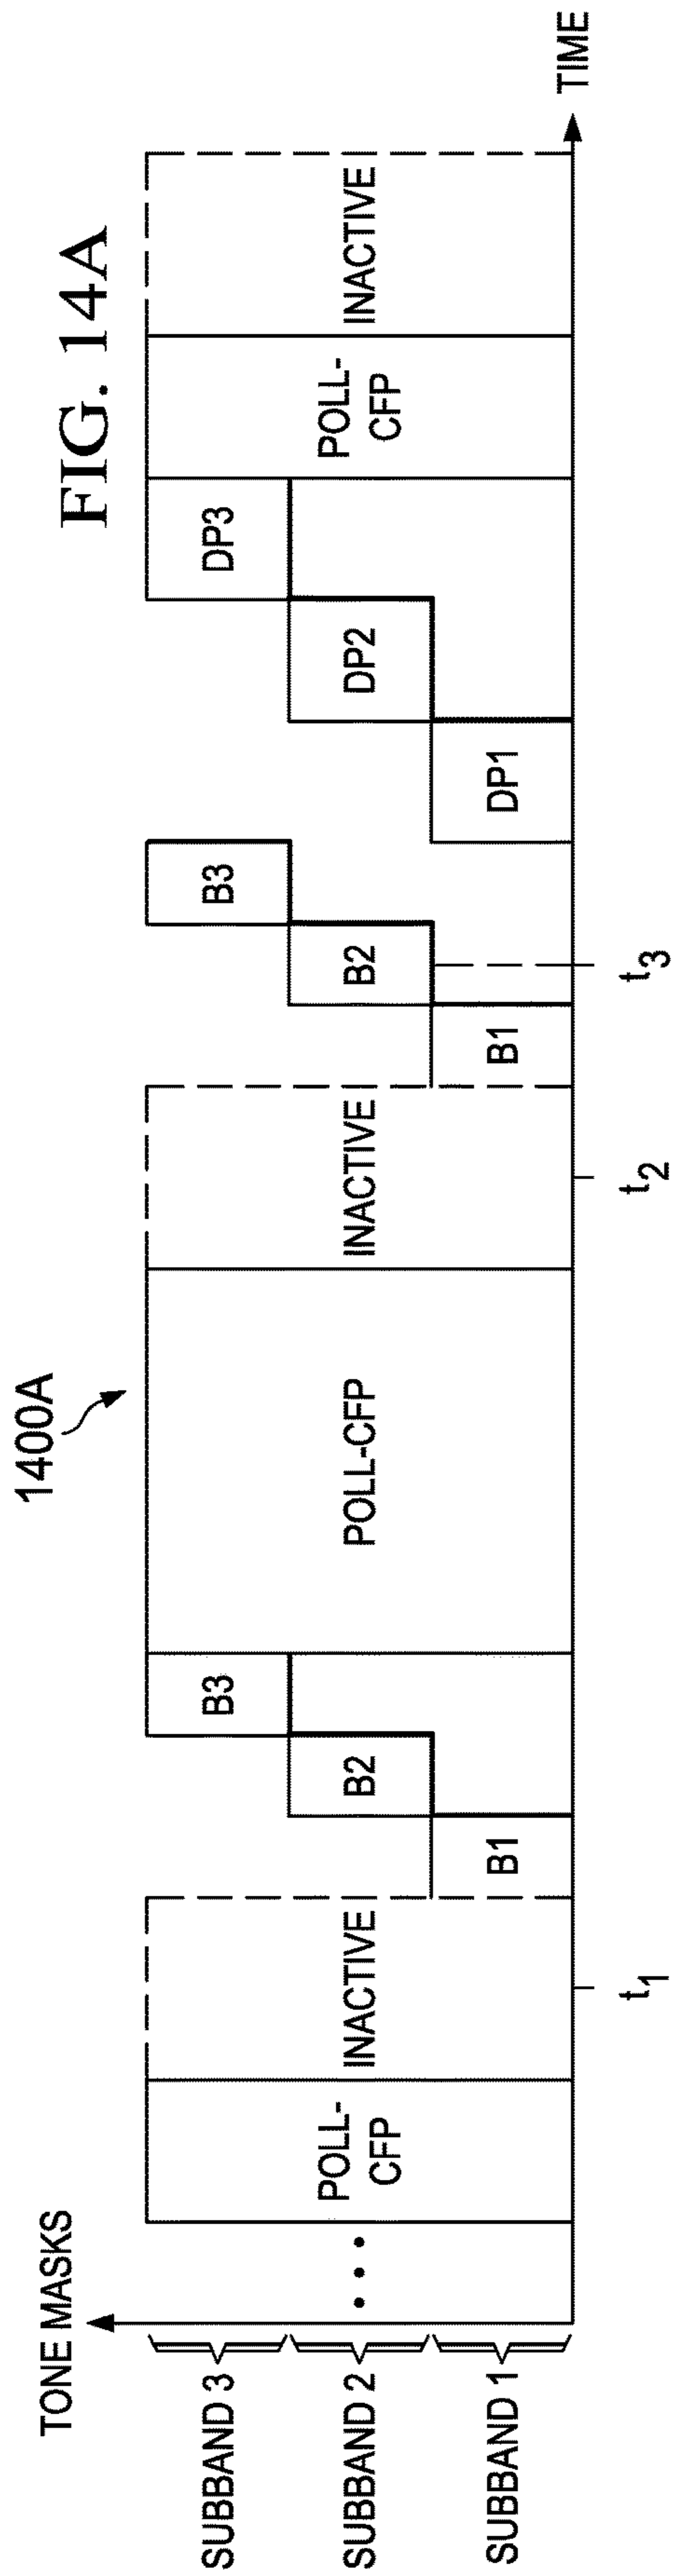 FIG. 14A
1400A
TONE MASKS
SUBBAND 3
SUBBAND 2
SUBBAND 1
POLL-
CFP
INACTIVE
B1
B2
B3
POLL-CFP
INACTIVE
B1
B2
B3
DP1
DP2
DP3
POLL-
CFP
INACTIVE
t1
t2
t3
TIME